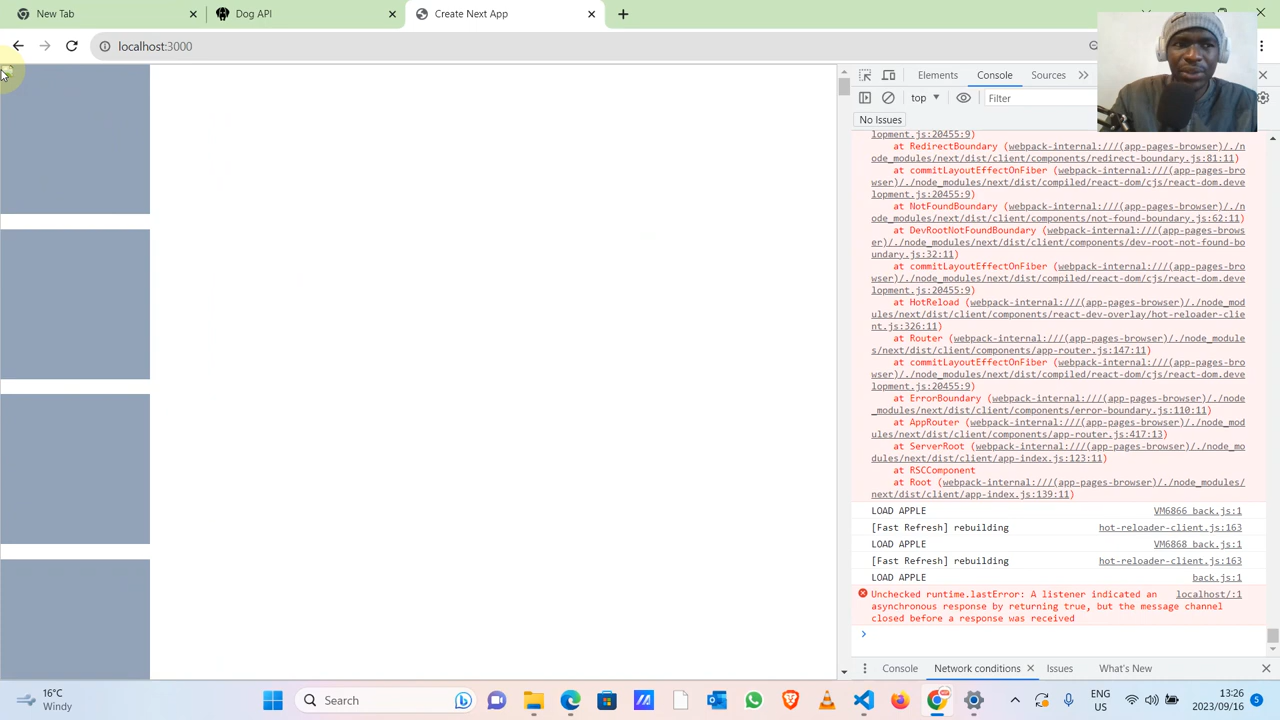 New Tab
Dog API
Create Next App
localhost:3000
Elements
Console
Sources
top
Filter
No Issues
lopment.js:20455:9)
at RedirectBoundary (webpack-internal:///(app-pages-browser)/./n
ode_modules/next/dist/client/components/redirect-boundary.js:81:11)
at commitLayoutEffectOnFiber (webpack-internal:///(app-pages-bro
wser)/./node_modules/next/dist/compiled/react-dom/cjs/react-dom.deve
lopment.js:20455:9)
at NotFoundBoundary (webpack-internal:///(app-pages-browser)/./n
ode_modules/next/dist/client/components/not-found-boundary.js:62:11)
at DevRootNotFoundBoundary (webpack-internal:///(app-pages-brows
er)/./node_modules/next/dist/client/components/dev-root-not-found-bo
undary.js:32:11)
at commitLayoutEffectOnFiber (webpack-internal:///(app-pages-bro
wser)/./node_modules/next/dist/compiled/react-dom/cjs/react-dom.deve
lopment.js:20455:9)
at HotReload (webpack-internal:///(app-pages-browser)/./node_mod
ules/next/dist/client/components/react-dev-overlay/hot-reloader-clie
nt.js:326:11)
at Router (webpack-internal:///(app-pages-browser)/./node_module
s/next/dist/client/components/app-router.js:147:11)
at commitLayoutEffectOnFiber (webpack-internal:///(app-pages-bro
wser)/./node_modules/next/dist/compiled/react-dom/cjs/react-dom.deve
lopment.js:20455:9)
at ErrorBoundary (webpack-internal:///(app-pages-browser)/./node
_modules/next/dist/client/components/error-boundary.js:110:11)
at AppRouter (webpack-internal:///(app-pages-browser)/./node_mod
ules/next/dist/client/components/app-router.js:417:13)
at ServerRoot (webpack-internal:///(app-pages-browser)/./node_mo
dules/next/dist/client/app-index.js:123:11)
at RSCComponent
at Root (webpack-internal:///(app-pages-browser)/./node_modules/
next/dist/client/app-index.js:139:11)
LOAD APPLE VM6866 back.js:1
[Fast Refresh] rebuilding hot-reloader-client.js:163
LOAD APPLE VM6868 back.js:1
[Fast Refresh] rebuilding hot-reloader-client.js:163
LOAD APPLE back.js:1
Unchecked runtime.lastError: A listener indicated an localhost/:1
asynchronous response by returning true, but the message channel
closed before a response was received
Console
Network conditions
Issues
What's New
16°C
Windy
Search
ENG
US
13:26
2023/09/16
5